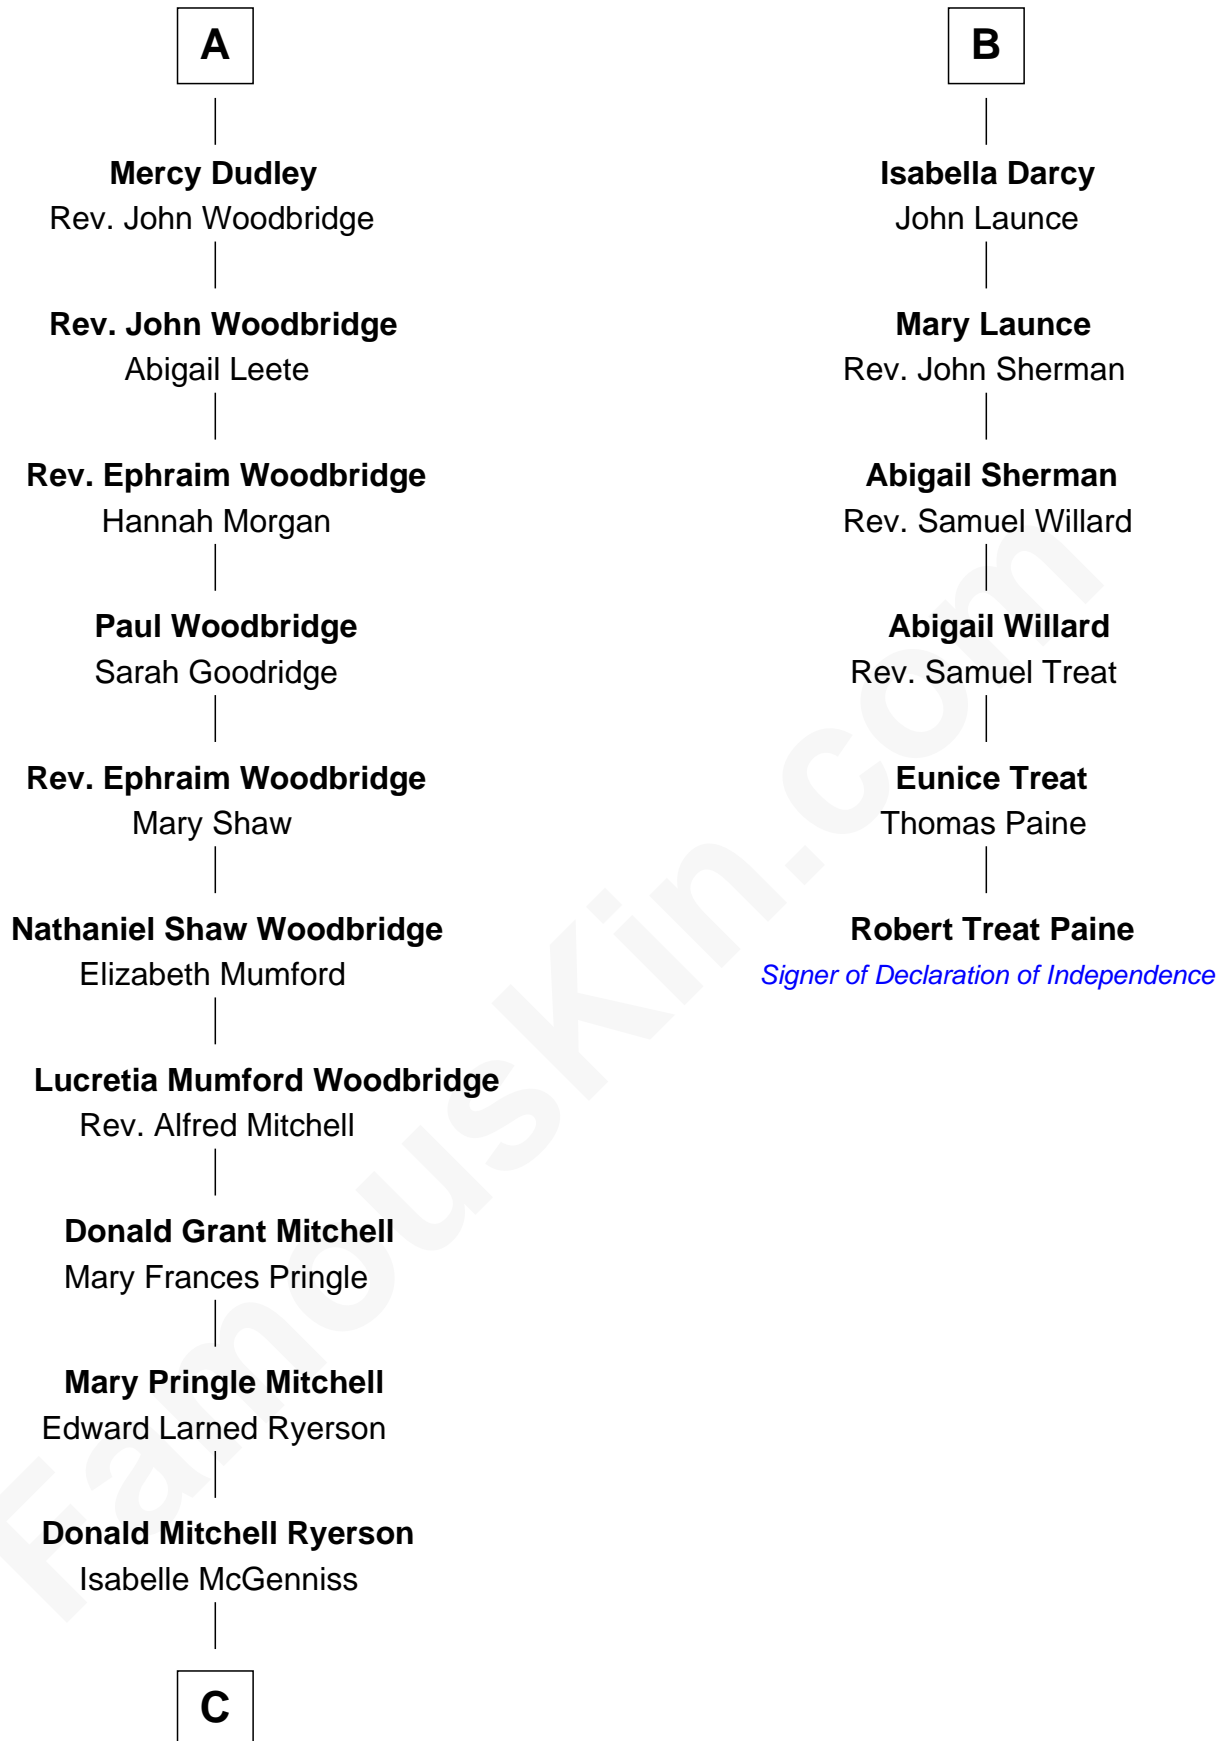 A
Mercy Dudley
Rev. John Woodbridge
Rev. John Woodbridge
Abigail Leete
Rev. Ephraim Woodbridge
Hannah Morgan
Paul Woodbridge
Sarah Goodridge
Rev. Ephraim Woodbridge
Mary Shaw
Nathaniel Shaw Woodbridge
Elizabeth Mumford
Lucretia Mumford Woodbridge
Rev. Alfred Mitchell
Donald Grant Mitchell
Mary Frances Pringle
Mary Pringle Mitchell
Edward Larned Ryerson
Donald Mitchell Ryerson
Isabelle McGenniss
C
B
Isabella Darcy
John Launce
Mary Launce
Rev. John Sherman
Abigail Sherman
Rev. Samuel Willard
Abigail Willard
Rev. Samuel Treat
Eunice Treat
Thomas Paine
Robert Treat Paine
Signer of Declaration of Independence
FamousKin.com